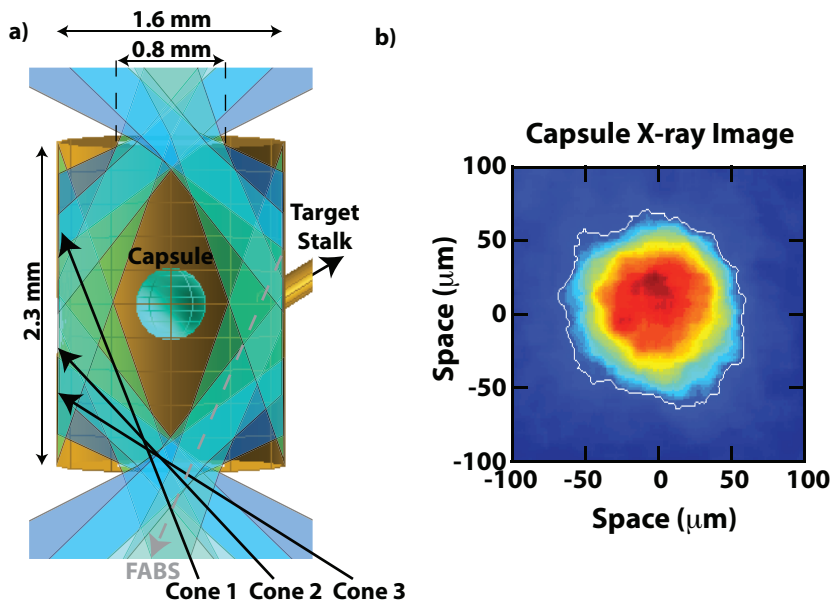 a)
1.6 mm
0.8 mm
2.3 mm
Capsule
Target
Stalk
FABS
Cone 1 Cone 2 Cone 3
b)
Capsule X-ray Image
100
50
0
-50
-100
Space (μm)
-100 -50 0 50 100
Space (μm)